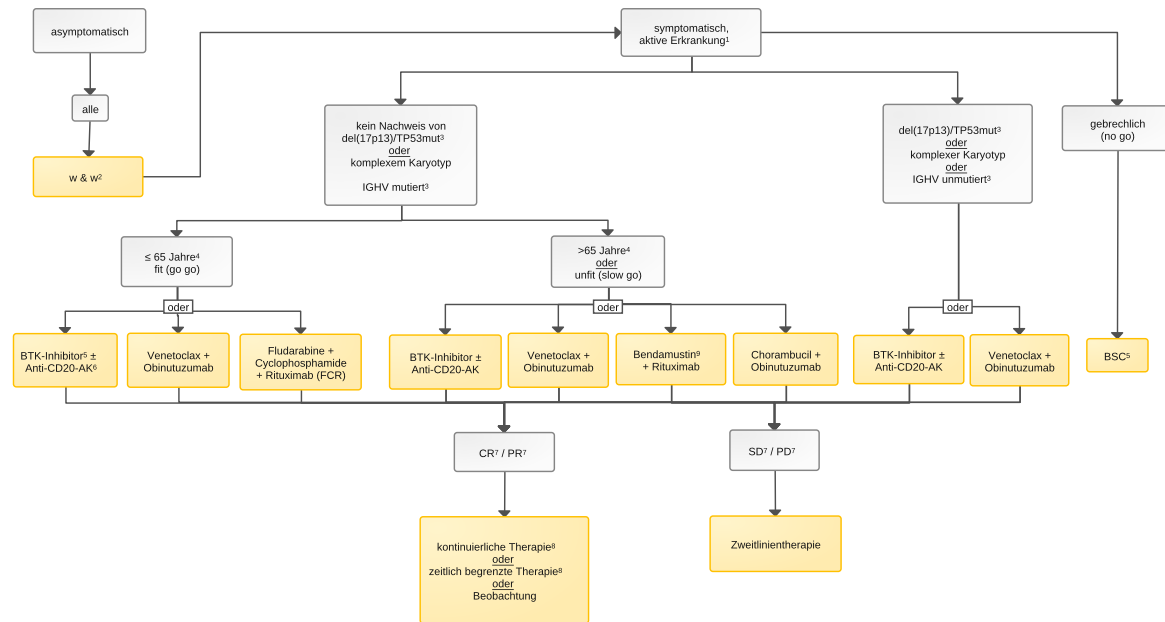 asymptotisch
alle
w & w²
symptomatisch,
aktive Erkrankung¹
kein Nachweis von
del(17p13)/TP53mut³
oder
komplexem Karyotyp
IGHV mutiert³
del(17p13)/TP53mut³
oder
komplexer Karyotyp
oder
IGHV unmutiert³
gebrechlich
(no go)
≤ 65 Jahre⁴
fit (go go)
>65 Jahre⁴
oder
unfit (slow go)
oder
oder
oder
BTK-Inhibitor⁵ ±
Anti-CD20-AK⁶
Venetoclax +
Obinutuzumab
Fludarabine +
Cyclophosphamide
+ Rituximab (FCR)
BTK-Inhibitor ±
Anti-CD20-AK
Venetoclax +
Obinutuzumab
Bendamustin⁹
+ Rituximab
Chorambucil +
Obinutuzumab
BTK-Inhibitor ±
Anti-CD20-AK
Venetoclax +
Obinutuzumab
BSC⁵
CR⁷ / PR⁷
SD⁷ / PD⁷
kontinuierliche Therapie⁸
oder
zeitlich begrenzte Therapie⁸
oder
Beobachtung
Zweitlinientherapie